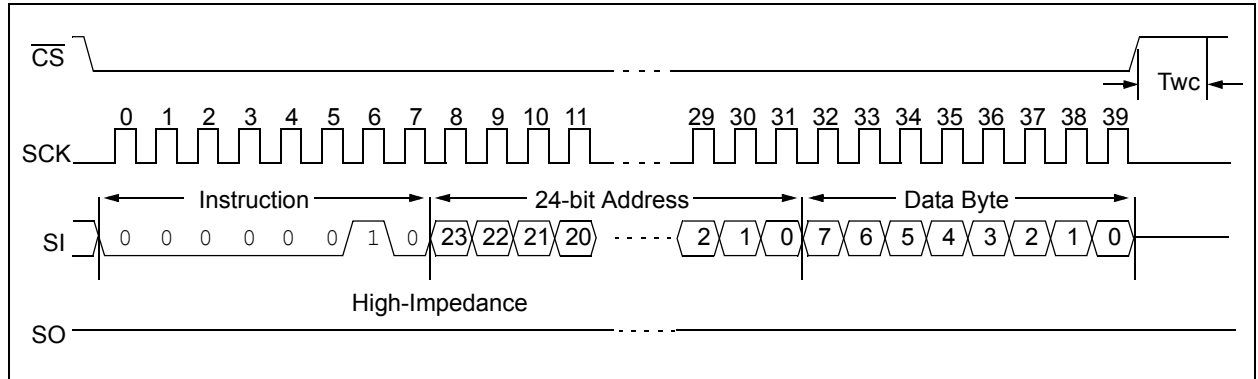 CS
Twc
0 1 2 3 4 5 6 7 8 9 10 11 29 30 31 32 33 34 35 36 37 38 39
SCK
Instruction 24-bit Address Data Byte
SI 0 0 0 0 0 0 1 0 23 22 21 20 2 1 0 7 6 5 4 3 2 1 0
High-Impedance
SO